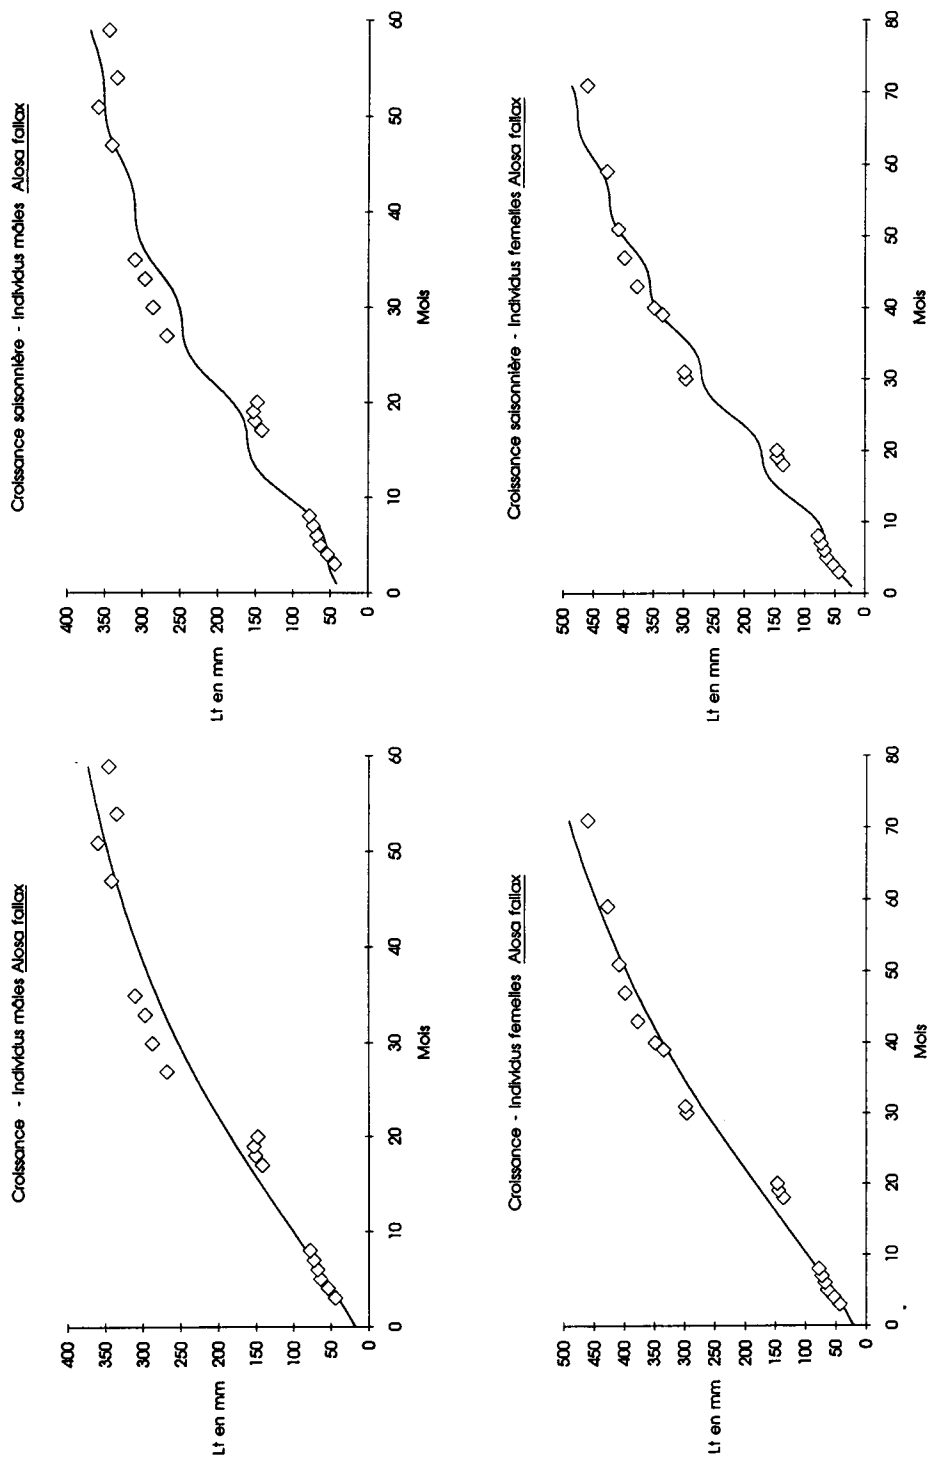 Croissance - Individus mâles Alosa fallax
400
350
300
250
200
150
100
50
0
Lt en mm
0 10 20 30 40 50 60
Mois
Croissance saisonnière - Individus mâles Alosa fallax
400
350
300
250
200
150
100
50
0
Lt en mm
0 10 20 30 40 50 60
Mois
Croissance - Individus femelles Alosa fallax
500
450
400
350
300
250
200
150
100
50
0
Lt en mm
0 10 20 30 40 50 60 70 80
Mois
Croissance saisonnière - Individus femelles Alosa fallax
500
450
400
350
300
250
200
150
100
50
0
Lt en mm
0 10 20 30 40 50 60 70 80
Mois